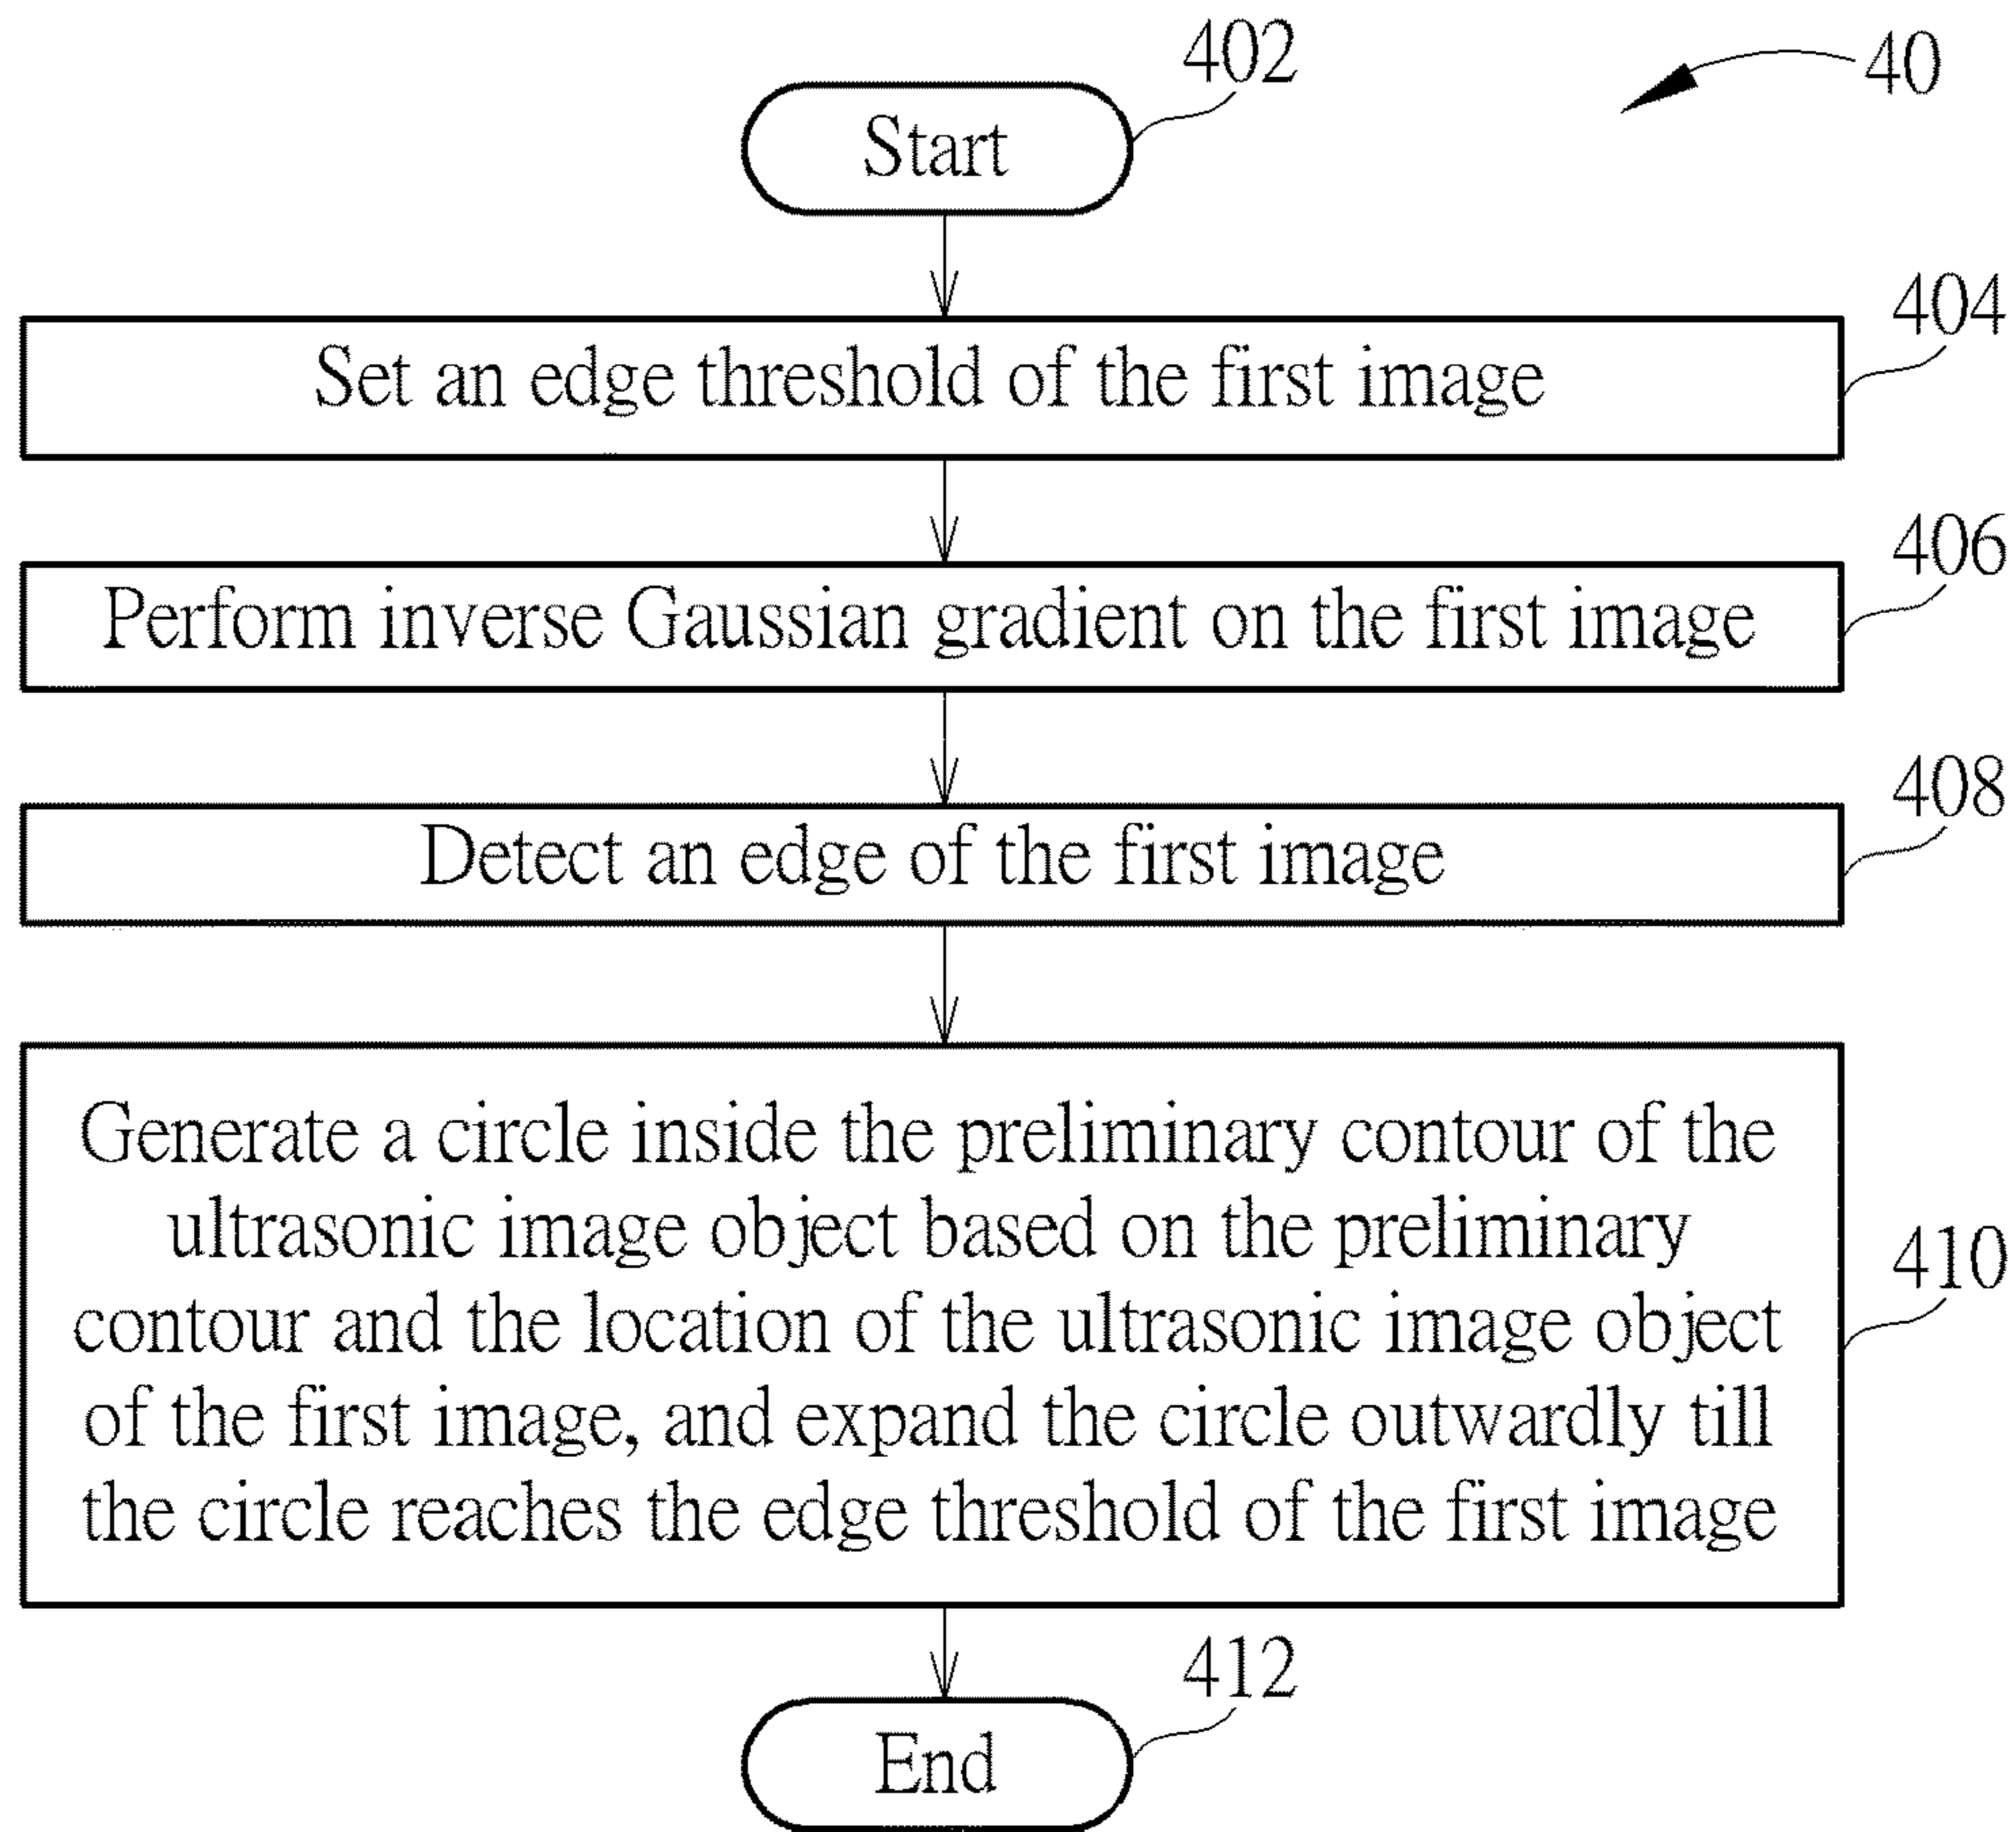 402
40
Start
404
Set an edge threshold of the first image
406
Perform inverse Gaussian gradient on the first image
408
Detect an edge of the first image
Generate a circle inside the preliminary contour of the
ultrasonic image object based on the preliminary
contour and the location of the ultrasonic image object
of the first image, and expand the circle outwardly till
the circle reaches the edge threshold of the first image
410
412
End